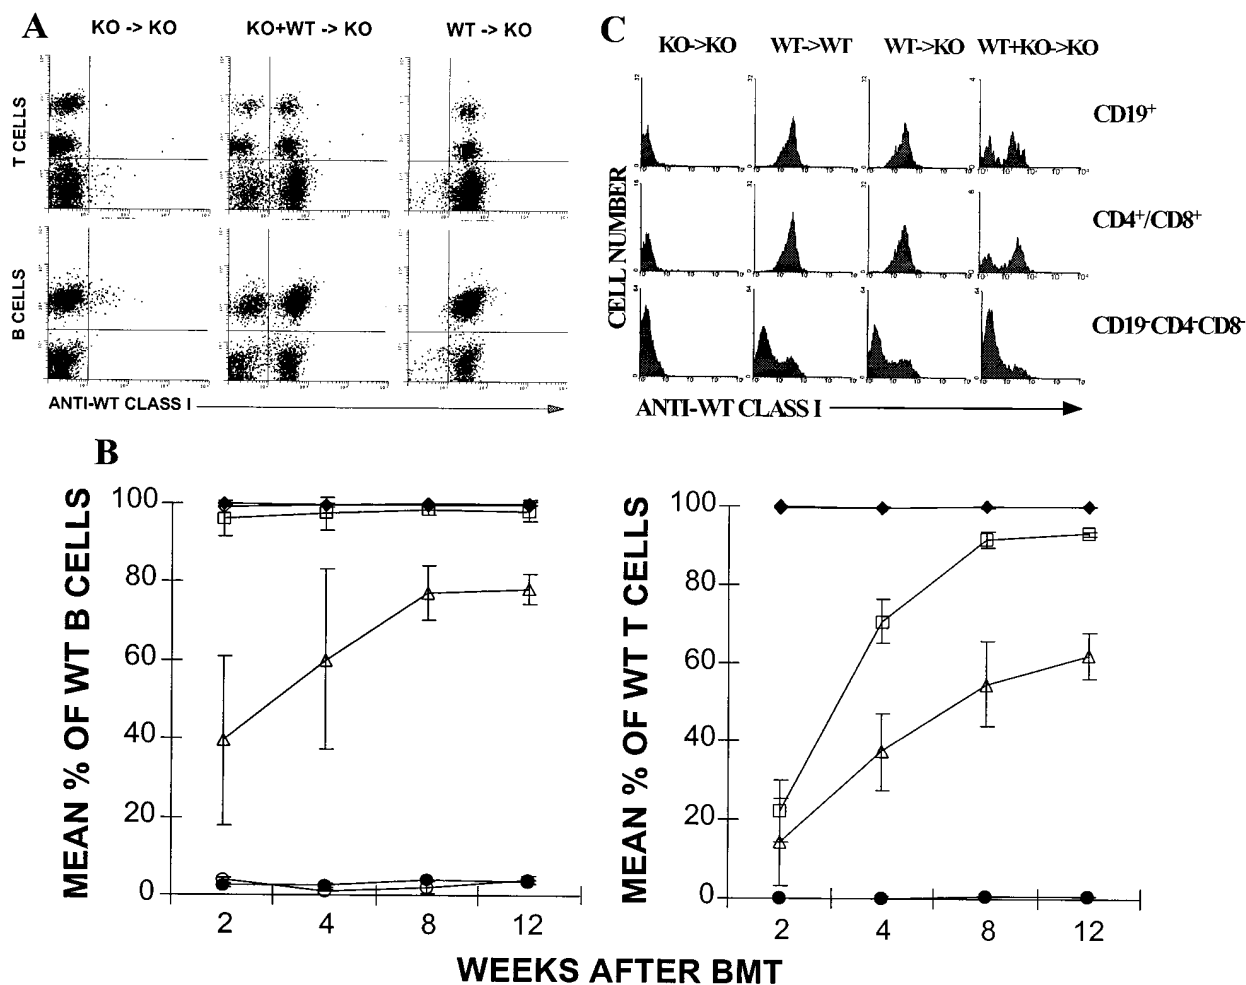 A
KO -> KO
KO+WT -> KO
WT -> KO
T CELLS
B CELLS
ANTI-WT CLASS I
C
KO->KO
WT->WT
WT->KO
WT+KO->KO
CD19+
CD4+/CD8+
CD19-CD4-CD8-
CELL NUMBER
ANTI-WT CLASS I
B
MEAN % OF WT B CELLS
100
80
60
40
20
0
2 4 8 12
MEAN % OF WT T CELLS
100
80
60
40
20
0
2 4 8 12
WEEKS AFTER BMT